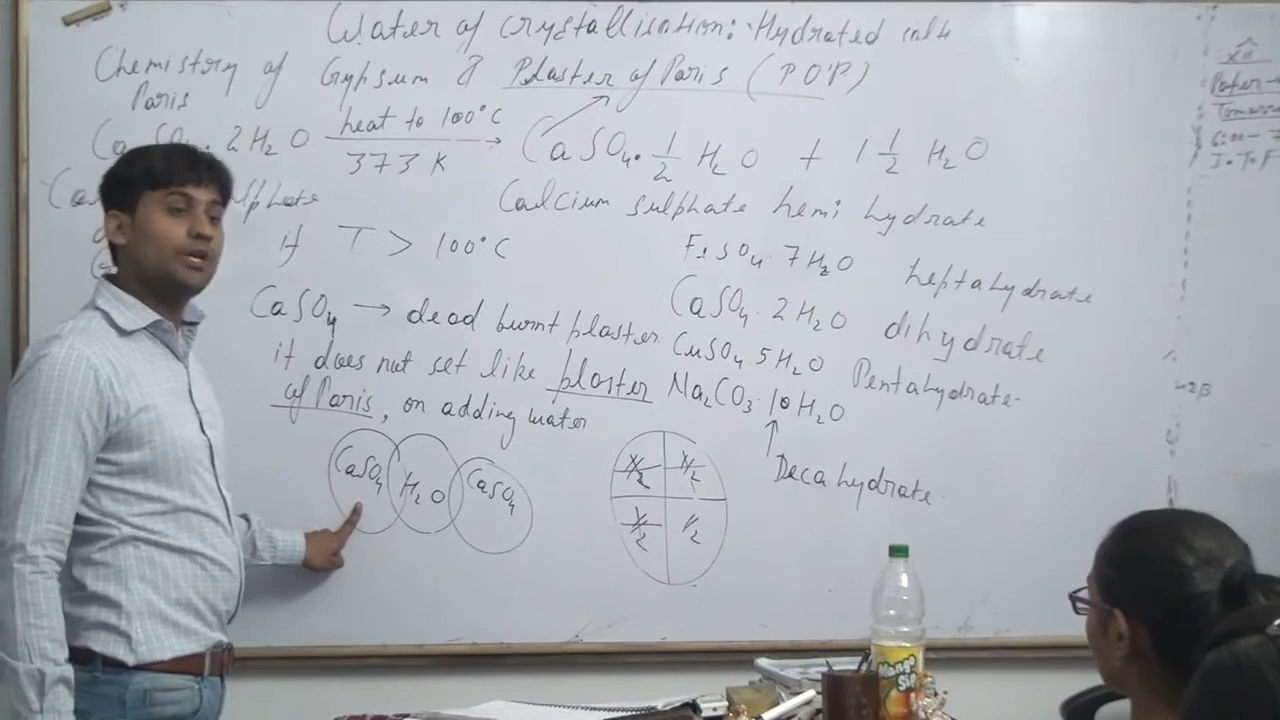 Water of crystallisation: Hydrated
Chemistry of Gypsum & Plaster of Paris (POP)
Paris
heat to 100°C
2H₂O → CaSO₄·½ H₂O + 1½ H₂O
373 K
Calcium sulphate hemi hydrate
if T > 100°C
FeSO₄·7H₂O heptahydrate
CaSO₄ → dead burnt plaster
CaSO₄·2H₂O dihydrate
it does not set like plaster
CuSO₄ 5H₂O Pentahydrate
of Paris, on adding water
Na₂CO₃·10H₂O
Decahydrate
CaSO₄ H₂O CaSO₄
½ ½
½ ½
XII
Paper-
Mango